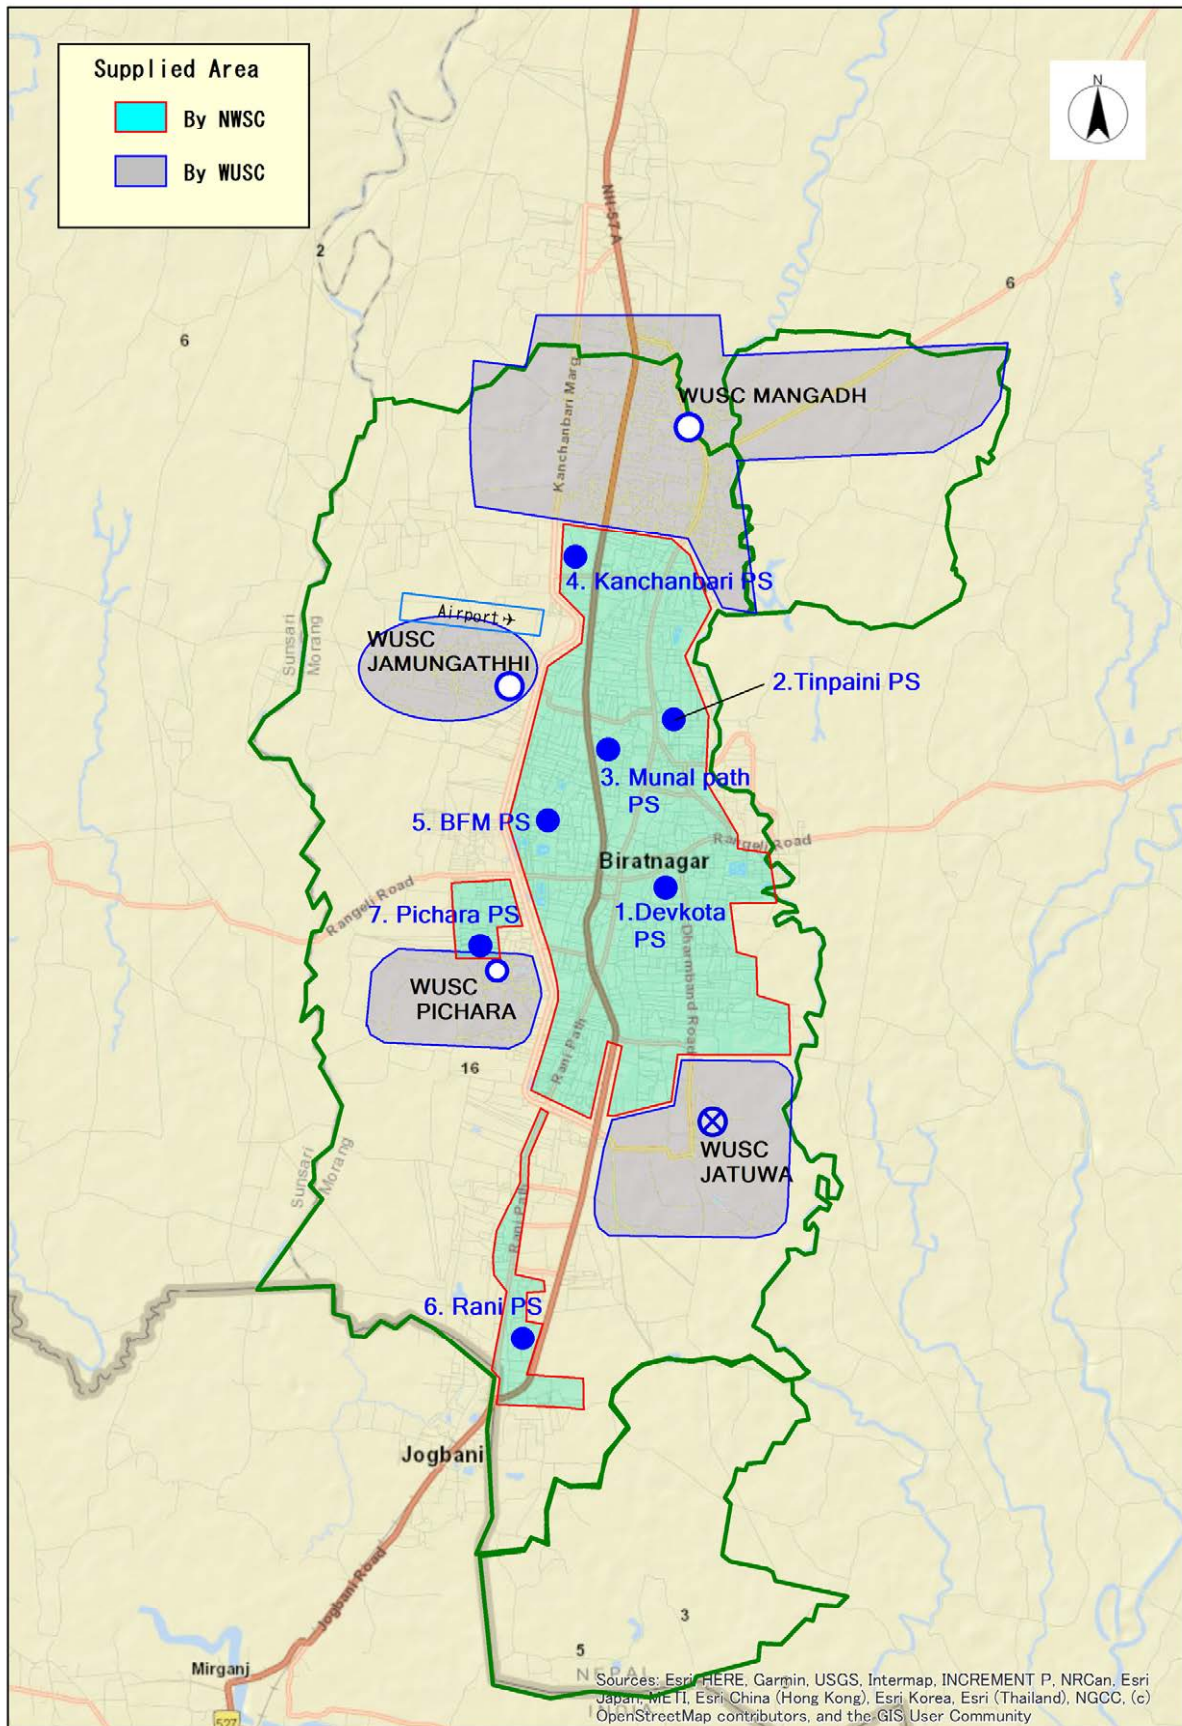 Supplied Area
By NWSC
By WUSC
N
NH-57-A
2
6
6
Kanchanbari Marg
WUSC MANGADH
4. Kanchanbari PS
Airport✈
WUSC
JAMUNGATHHI
Sunsari
Morang
2.Tinpaini PS
3. Munal path
PS
5. BFM PS
Rangeli Road
Biratnagar
Rangeli Road
7. Pichara PS
1.Devkota
PS
Dharmband Road
WUSC
PICHARA
Rani Path
16
WUSC
JATUWA
Sunsari
Morang
Rani Path
6. Rani PS
Jogbani
Jogbani Road
3
5
Mirganj
527
NEPAL
INDIA
Sources: Esri, HERE, Garmin, USGS, Intermap, INCREMENT P, NRCan, Esri
Japan, METI, Esri China (Hong Kong), Esri Korea, Esri (Thailand), NGCC, (c)
OpenStreetMap contributors, and the GIS User Community